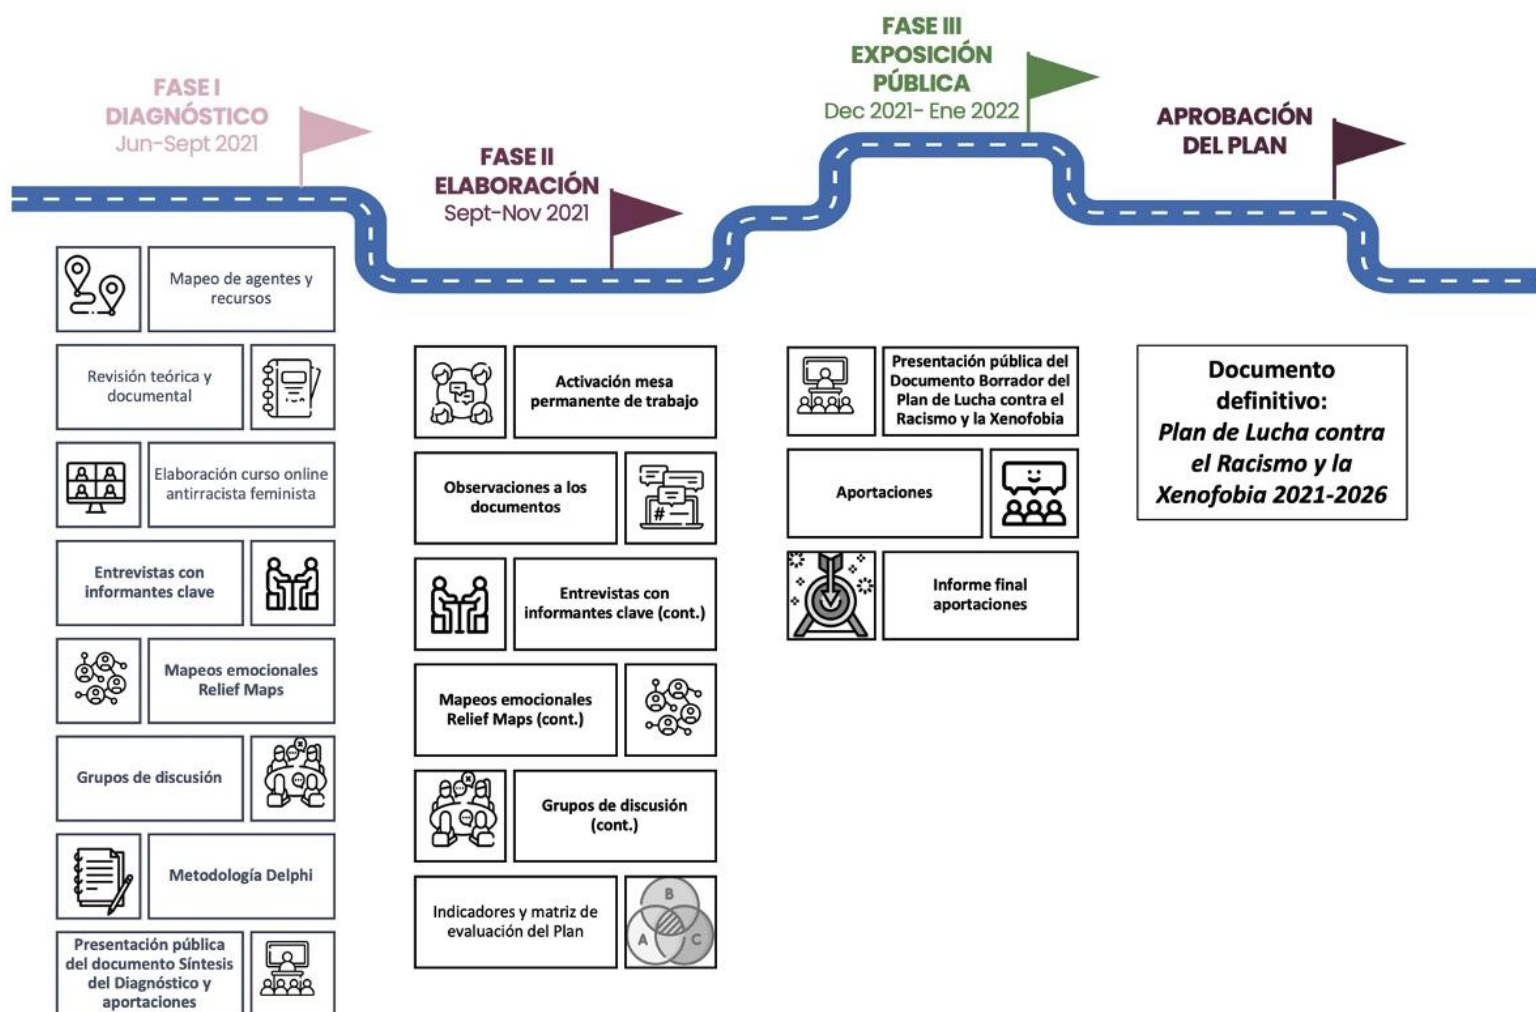 FASE I
DIAGNÓSTICO
Jun-Sept 2021
Mapeo de agentes y
recursos
Revisión teórica y
documental
Elaboración curso online
antirracista feminista
Entrevistas con
informantes clave
Mapeos emocionales
Relief Maps
Grupos de discusión
Metodología Delphi
Presentación pública
del documento Síntesis
del Diagnóstico y
aportaciones
FASE II
ELABORACIÓN
Sept-Nov 2021
Activación mesa
permanente de trabajo
Observaciones a los
documentos
#
Entrevistas con
informantes clave (cont.)
Mapeos emocionales
Relief Maps (cont.)
Grupos de discusión
(cont.)
Indicadores y matriz de
evaluación del Plan
B
A C
FASE III
EXPOSICIÓN
PÚBLICA
Dec 2021- Ene 2022
Presentación pública del
Documento Borrador del
Plan de Lucha contra el
Racismo y la Xenofobia
Aportaciones
Informe final
aportaciones
APROBACIÓN
DEL PLAN
Documento
definitivo:
Plan de Lucha contra
el Racismo y la
Xenofobia 2021-2026